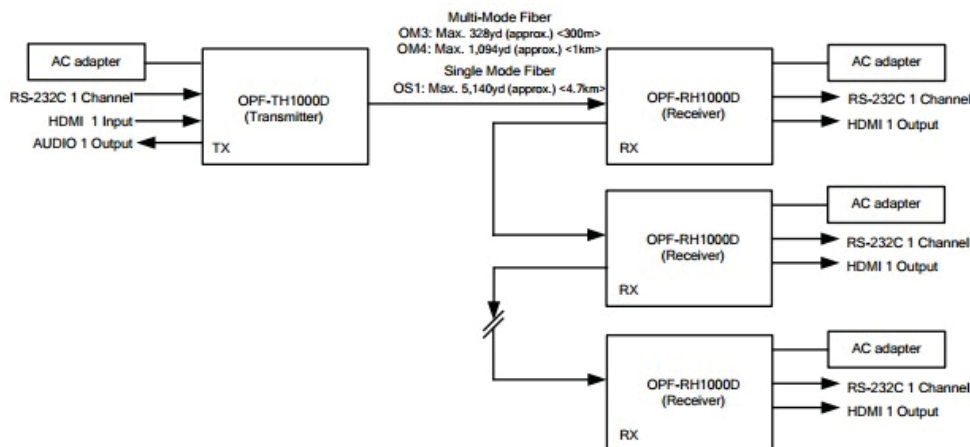 Multi-Mode Fiber
OM3: Max. 328yd (approx.) <300m>
OM4: Max. 1,094yd (approx.) <1km>
Single Mode Fiber
OS1: Max. 5,140yd (approx.) <4.7km>
AC adapter
RS-232C 1 Channel
HDMI 1 Input
AUDIO 1 Output
OPF-TH1000D
(Transmitter)
TX
OPF-RH1000D
(Receiver)
RX
AC adapter
RS-232C 1 Channel
HDMI 1 Output
OPF-RH1000D
(Receiver)
RX
AC adapter
RS-232C 1 Channel
HDMI 1 Output
OPF-RH1000D
(Receiver)
RX
AC adapter
RS-232C 1 Channel
HDMI 1 Output